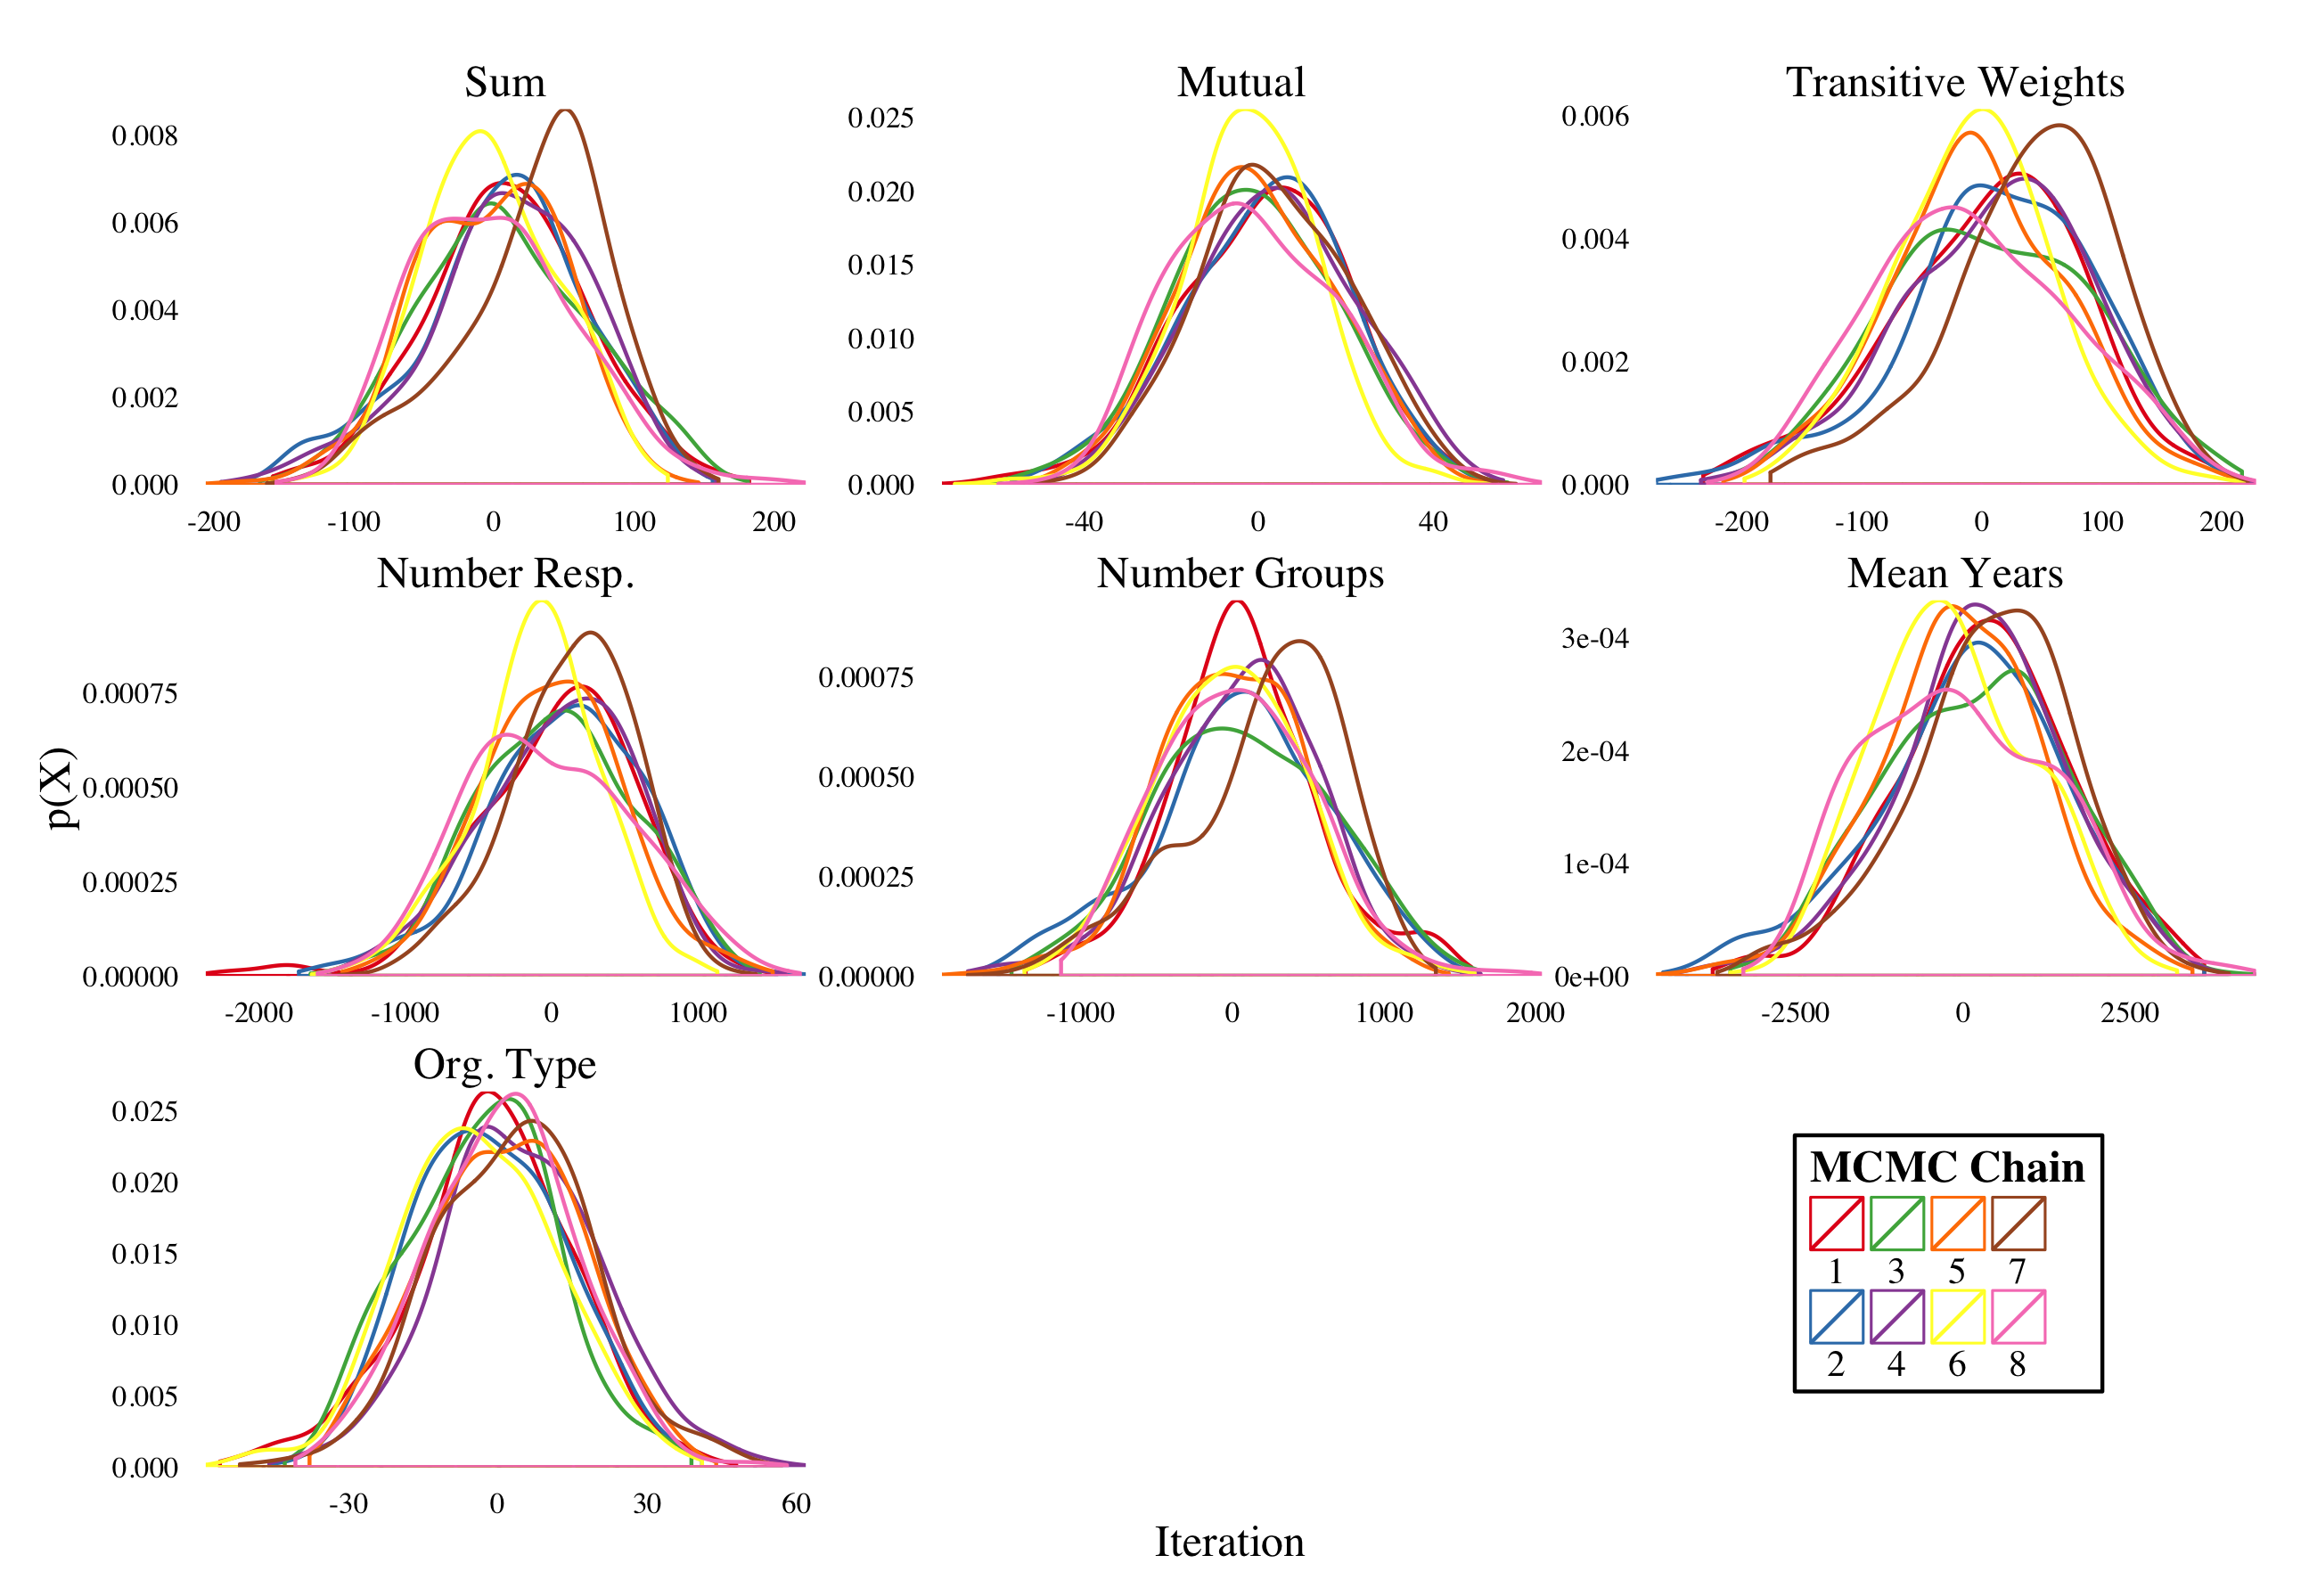 Sum
0.008
0.006
0.004
0.002
0.000
-200 -100 0 100 200
Mutual
0.025
0.020
0.015
0.010
0.005
0.000
-40 0 40
Transitive Weights
0.006
0.004
0.002
0.000
-200 -100 0 100 200
p(X)
Number Resp.
0.00075
0.00050
0.00025
0.00000
-2000 -1000 0 1000
Number Groups
0.00075
0.00050
0.00025
0.00000
-1000 0 1000 2000
Mean Years
3e-04
2e-04
1e-04
0e+00
-2500 0 2500
Org. Type
0.025
0.020
0.015
0.010
0.005
0.000
-30 0 30 60
MCMC Chain
1 3 5 7
2 4 6 8
Iteration